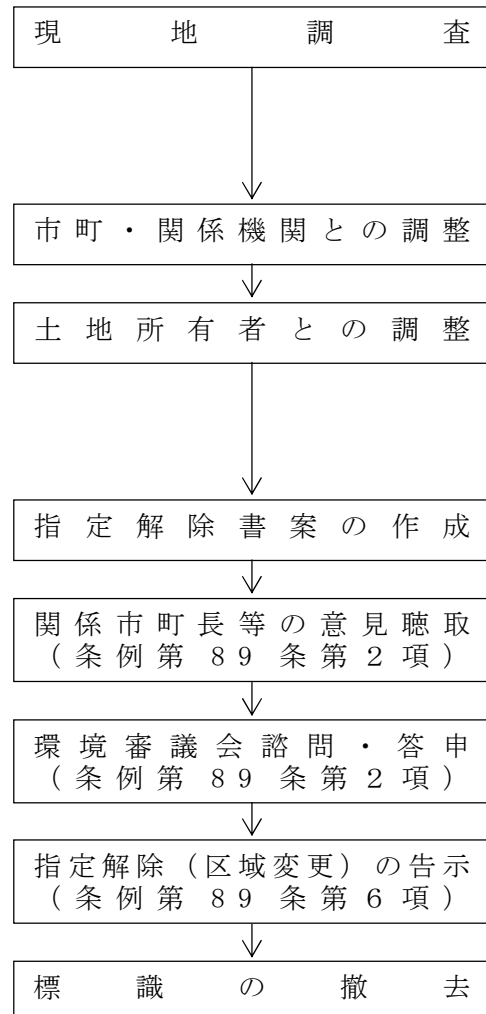 現地調査
市町・関係機関との調整
土地所有者との調整
指定解除書案の作成
関係市町長等の意見聴取
（条例第89条第2項）
環境審議会諮問・答申
（条例第89条第2項）
指定解除（区域変更）の告示
（条例第89条第6項）
標識の撤去